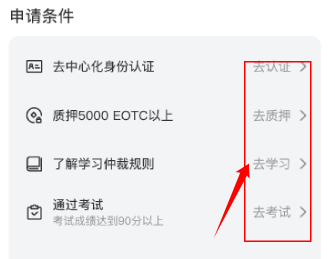 申请条件
去中心化身份认证 去认证 >
质押5000 EOTC以上 去质押 >
了解学习仲裁规则 去学习 >
通过考试
考试成绩达到90分以上 去考试 >